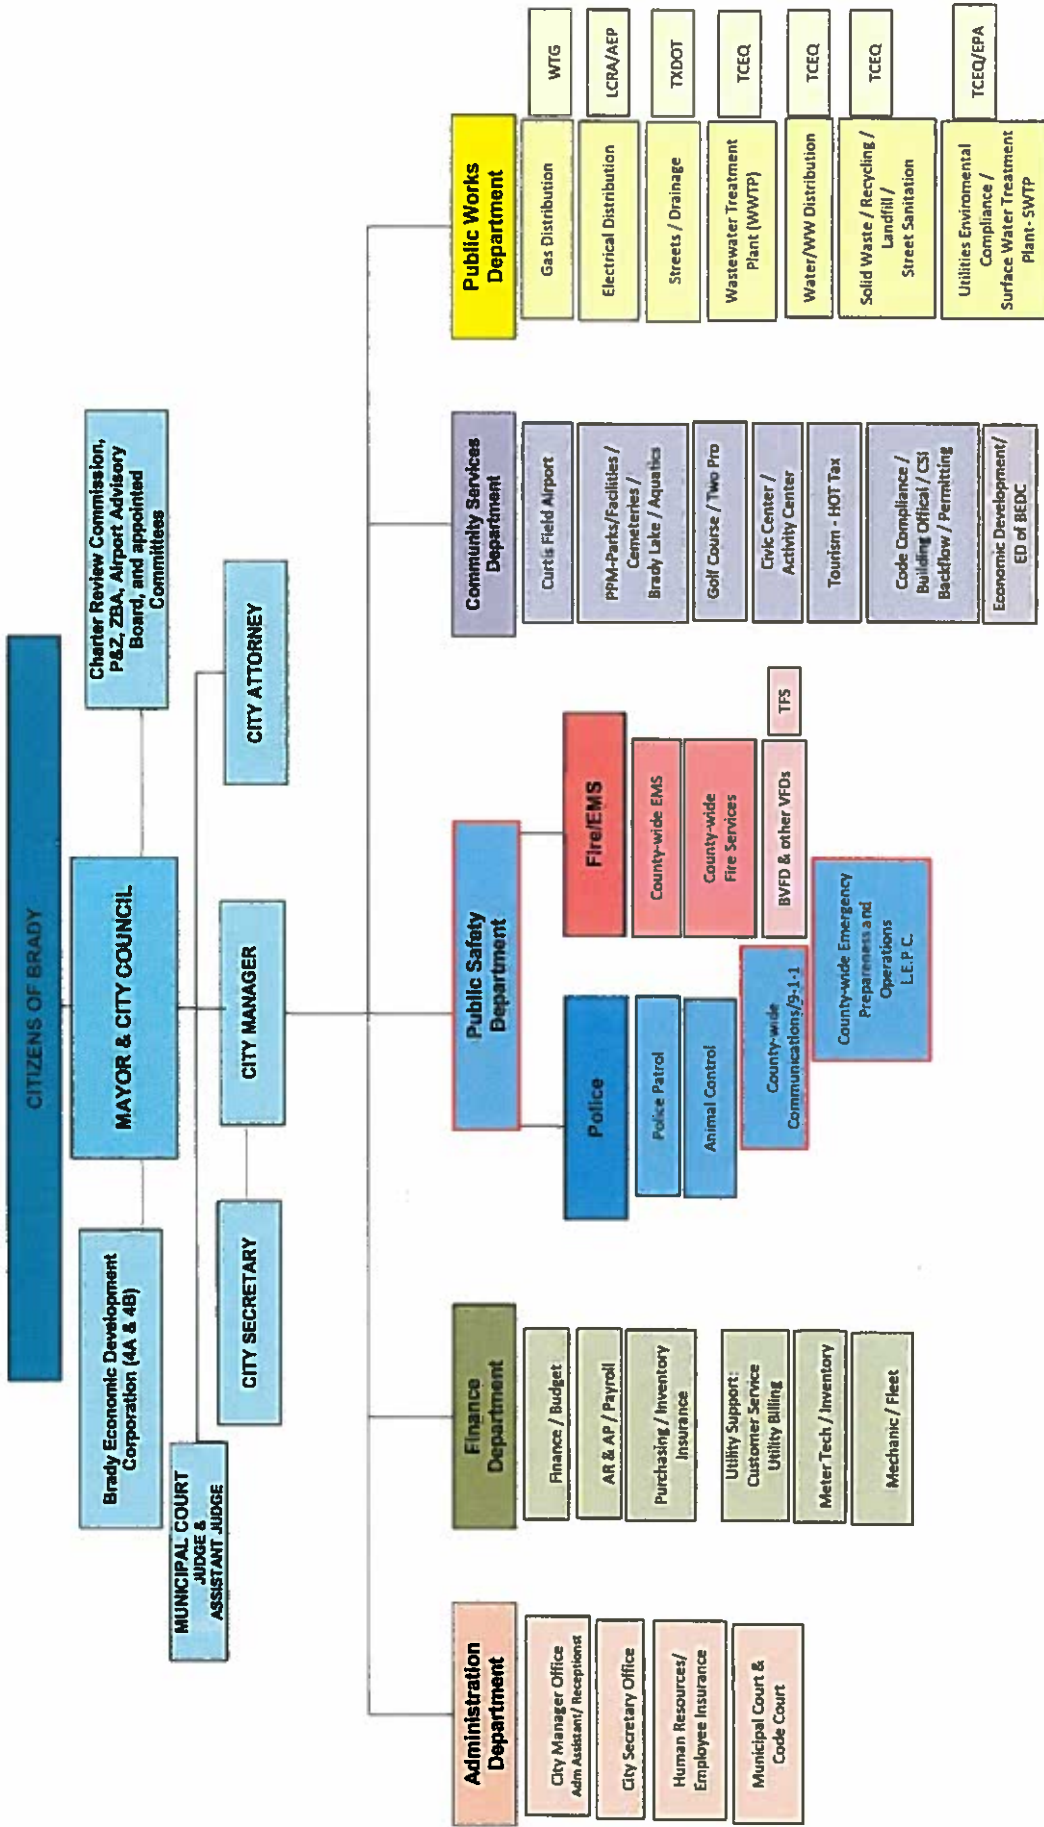 CITIZENS OF BRADY
Brady Economic Development
Corporation (4A & 4B)
MAYOR & CITY COUNCIL
Charter Review Commission,
P&Z, ZBA, Airport Advisory
Board, and appointed
Committees
MUNICIPAL COURT
JUDGE &
ASSISTANT JUDGE
CITY SECRETARY
CITY MANAGER
CITY ATTORNEY
Administration
Department
City Manager Office
Adm Assistant/ Receptionst
City Secretary Office
Human Resources/
Employee Insurance
Municipal Court &
Code Court
Finance
Department
Finance / Budget
AR & AP / Payroll
Purchasing / Inventory
Insurance
Utility Support:
Customer Service
Utility Billing
Meter Tech / Inventory
Mechanic / Fleet
Public Safety
Department
Police
Police Patrol
Animal Control
Fire/EMS
County-wide EMS
County-wide
Fire Services
BVFD & other VFDs
TFS
County-wide
Communications/9-1-1
County-wide Emergency
Prepareness and
Operations
L.E.P.C.
Community Services
Department
Curtis Field Airport
PPM-Parks/Facilities /
Cemeteries /
Brady Lake / Aquatics
Golf Course / Two Pro
Civic Center /
Activity Center
Tourism - HOT Tax
Code Compliance /
Building Offical / CSI
Backflow / Permitting
Economic Development/
ED of BEDC
Public Works
Department
Gas Distribution
WTG
Electrical Distribution
LCRA/AEP
Streets / Drainage
TXDOT
Wastewater Treatment
Plant (WWTP)
TCEQ
Water/WW Distribution
TCEQ
Solid Waste / Recycling /
Landfill /
Street Sanitation
TCEQ
Utilities Enviromental
Compliance /
Surface Water Treatment
Plant- SWTP
TCEQ/EPA